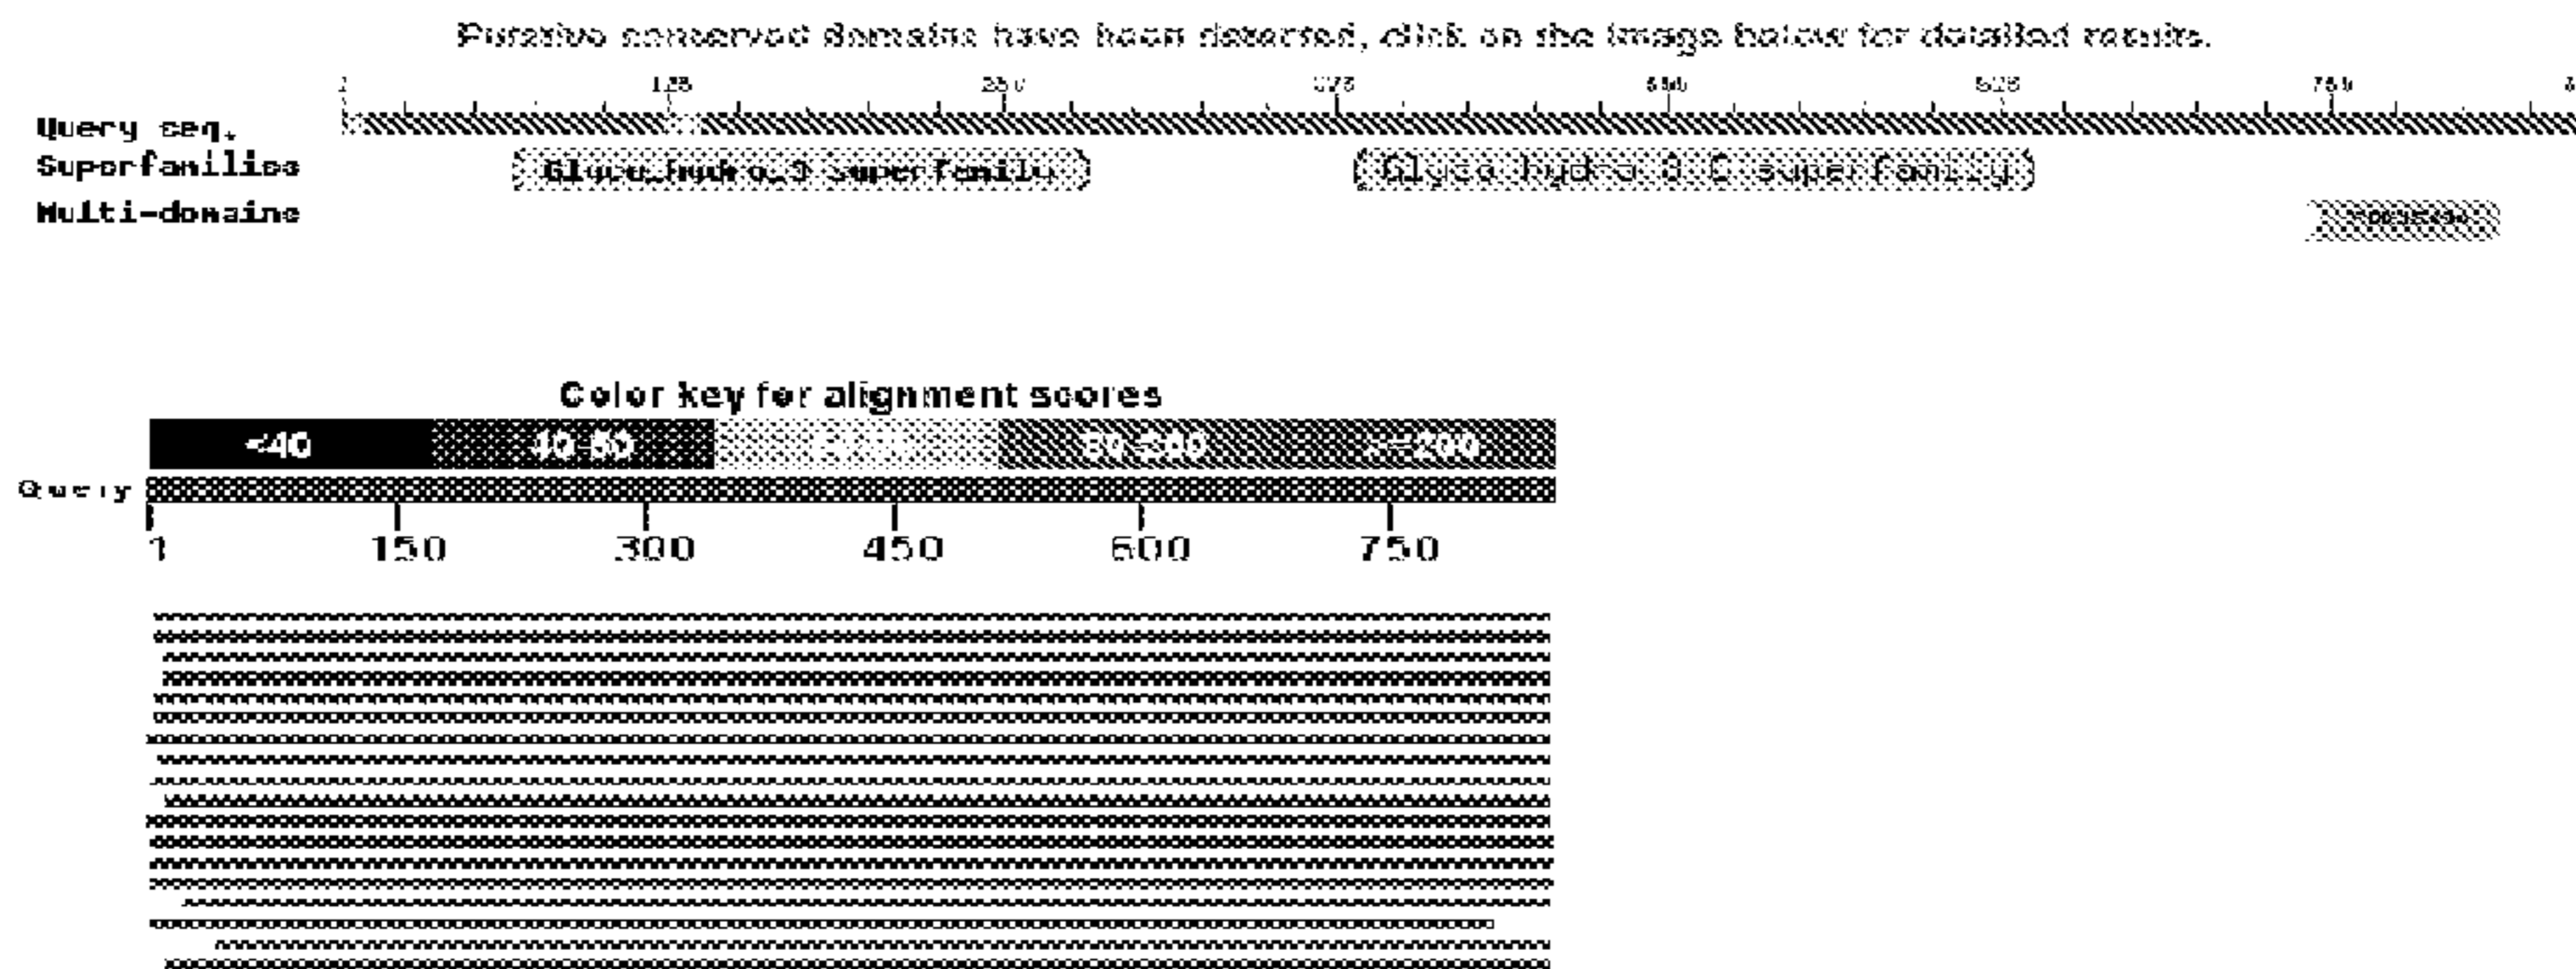 Putative conserved domains have been detected, click on the image below for detailed results.
1 125 250 375 500 625 750
Query seq.
Superfamilies Glyco_hydro_3 superfamily Glyco_hydro_3_C superfamily
Multi-domains
Color key for alignment scores
<40 40-50 80-200 >=200
Query
1 150 300 450 600 750